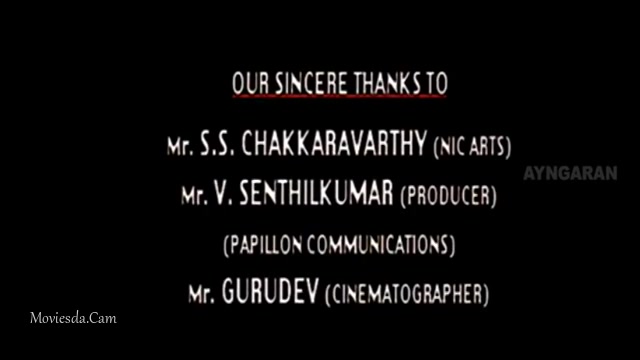 OUR SINCERE THANKS TO
Mr. S.S. CHAKKARAVARTHY (NIC ARTS)
AYNGARAN
Mr. V. SENTHILKUMAR (PRODUCER)
(PAPILLON COMMUNICATIONS)
Mr. GURUDEV (CINEMATOGRAPHER)
Moviesda.Cam